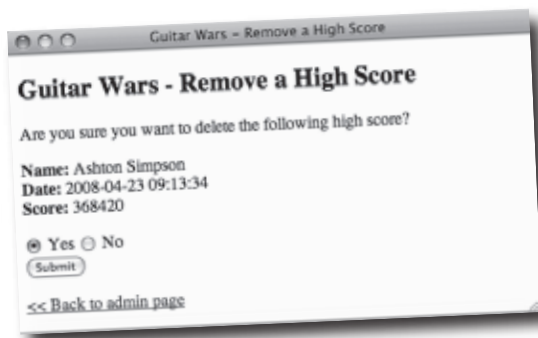 Guitar Wars – Remove a High Score
Guitar Wars - Remove a High Score
Are you sure you want to delete the following high score?
Name: Ashton Simpson
Date: 2008-04-23 09:13:34
Score: 368420
Yes No
Submit
<< Back to admin page